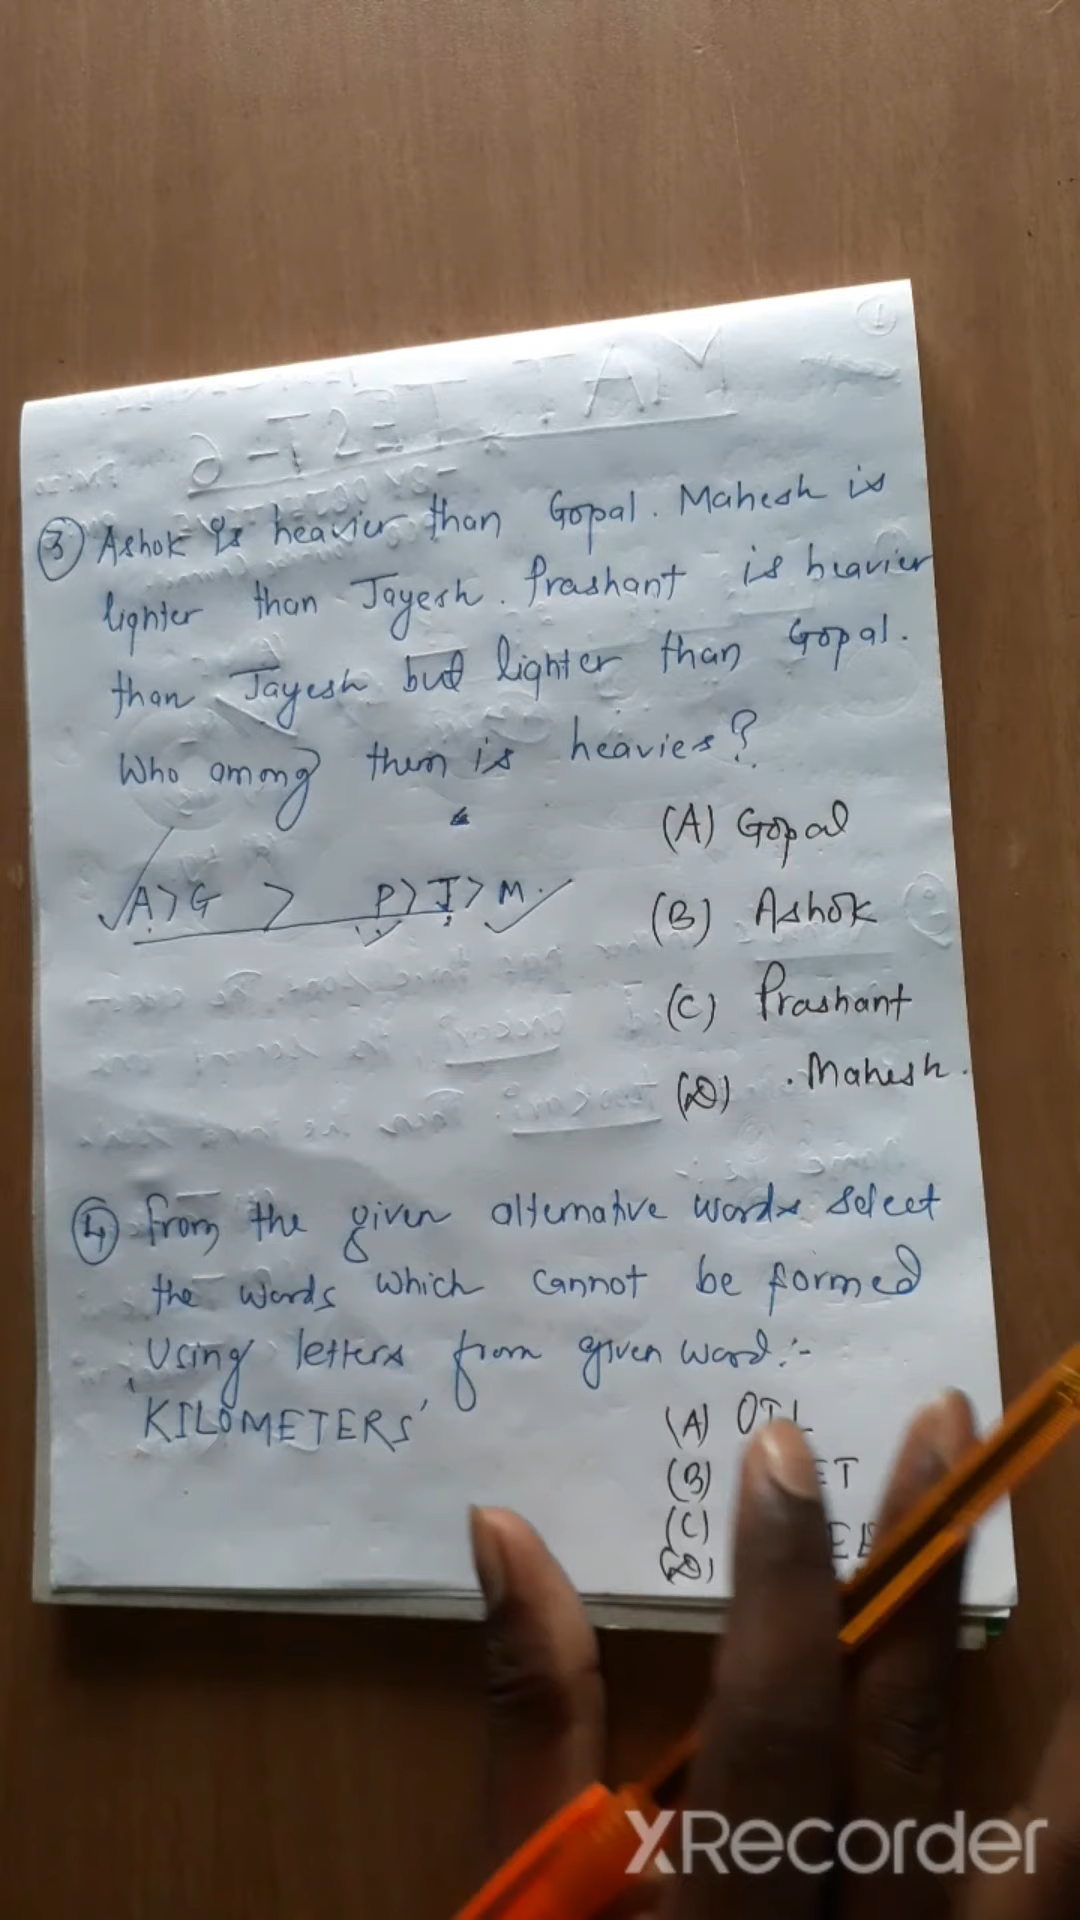 ③ Ashok is heavier than Gopal. Mahesh is
lighter than Jayesh. Prashant is heavier
than Jayesh but lighter than Gopal.
Who among them is heavies?
A>G > P>J>M.
(A) Gopal
(B) Ashok
(C) Prashant
(D) Mahesh.
④ From the given alternative words select
the words which cannot be formed
Using letters from given word:-
'KILOMETERS'
(A) OIL
(B)
(C)
(D)
XRecorder